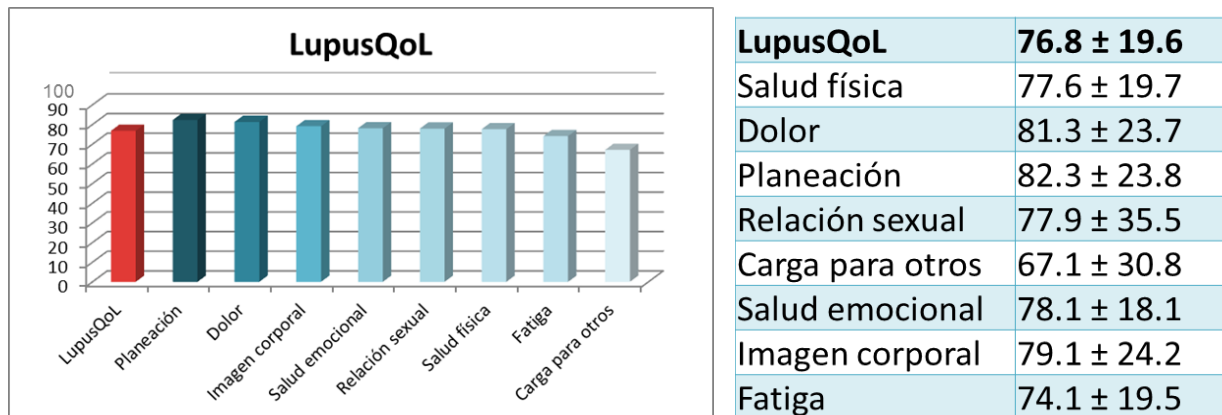 LupusQoL
100
90
80
70
60
50
40
30
20
10
0
LupusQoL
Planeación
Dolor
Imagen corporal
Salud emocional
Relación sexual
Salud física
Fatiga
Carga para otros
LupusQoL 76.8 ± 19.6
Salud física 77.6 ± 19.7
Dolor 81.3 ± 23.7
Planeación 82.3 ± 23.8
Relación sexual 77.9 ± 35.5
Carga para otros 67.1 ± 30.8
Salud emocional 78.1 ± 18.1
Imagen corporal 79.1 ± 24.2
Fatiga 74.1 ± 19.5